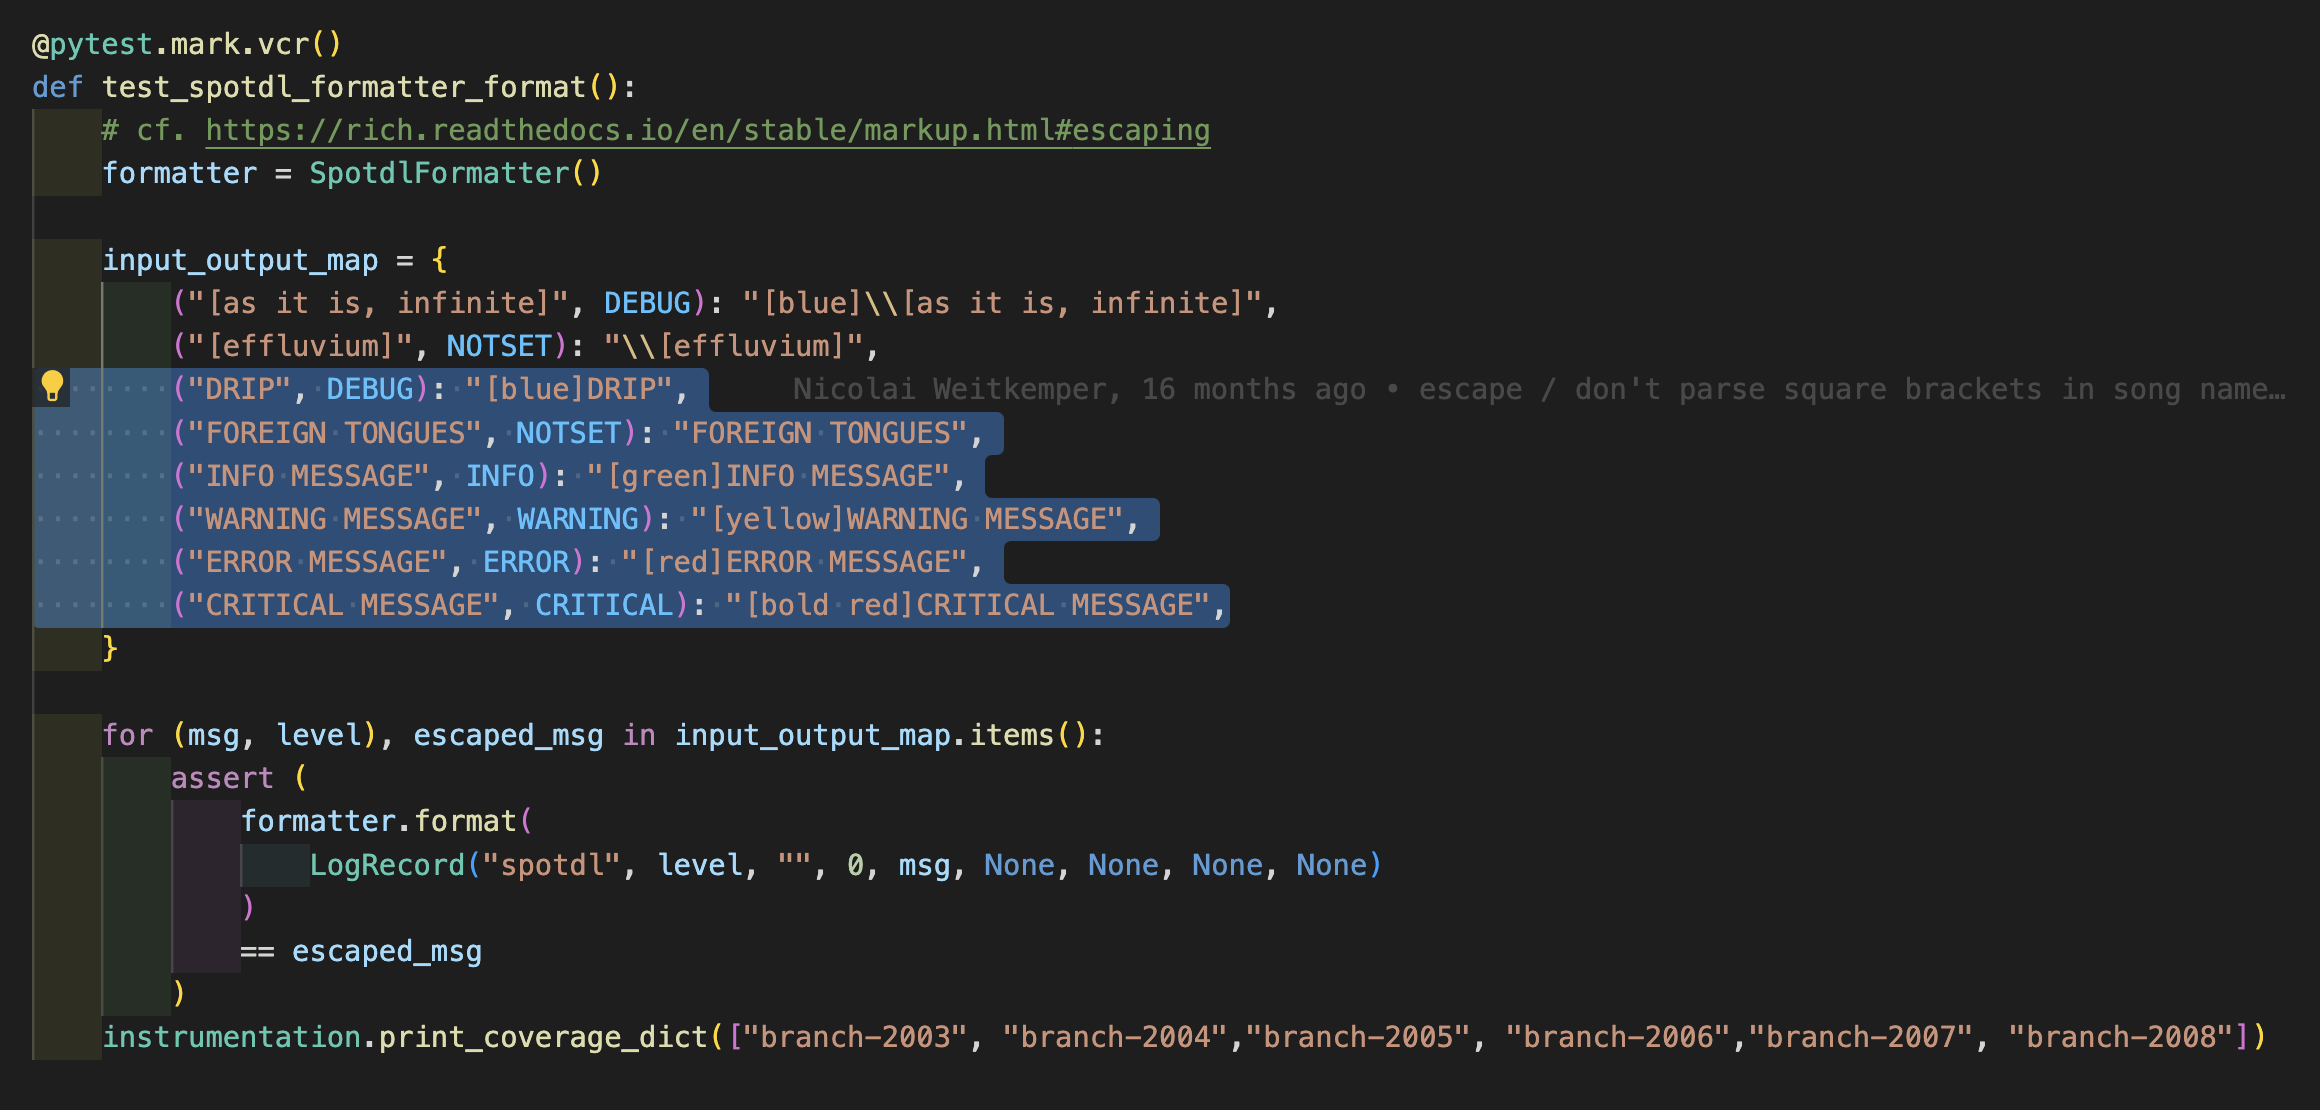 @pytest.mark.vcr()
def test_spotdl_formatter_format():
    # cf. https://rich.readthedocs.io/en/stable/markup.html#escaping
    formatter = SpotdlFormatter()

    input_output_map = {
        ("[as it is, infinite]", DEBUG): "[blue]\\[as it is, infinite]",
        ("[effluvium]", NOTSET): "\\[effluvium]",
        ("DRIP", DEBUG): "[blue]DRIP",      Nicolai Weitkemper, 16 months ago • escape / don't parse square brackets in song name…
        ("FOREIGN TONGUES", NOTSET): "FOREIGN TONGUES",
        ("INFO MESSAGE", INFO): "[green]INFO MESSAGE",
        ("WARNING MESSAGE", WARNING): "[yellow]WARNING MESSAGE",
        ("ERROR MESSAGE", ERROR): "[red]ERROR MESSAGE",
        ("CRITICAL MESSAGE", CRITICAL): "[bold red]CRITICAL MESSAGE",
    }

    for (msg, level), escaped_msg in input_output_map.items():
        assert (
            formatter.format(
                LogRecord("spotdl", level, "", 0, msg, None, None, None, None)
            )
            == escaped_msg
        )
    instrumentation.print_coverage_dict(["branch-2003", "branch-2004","branch-2005", "branch-2006","branch-2007", "branch-2008"])